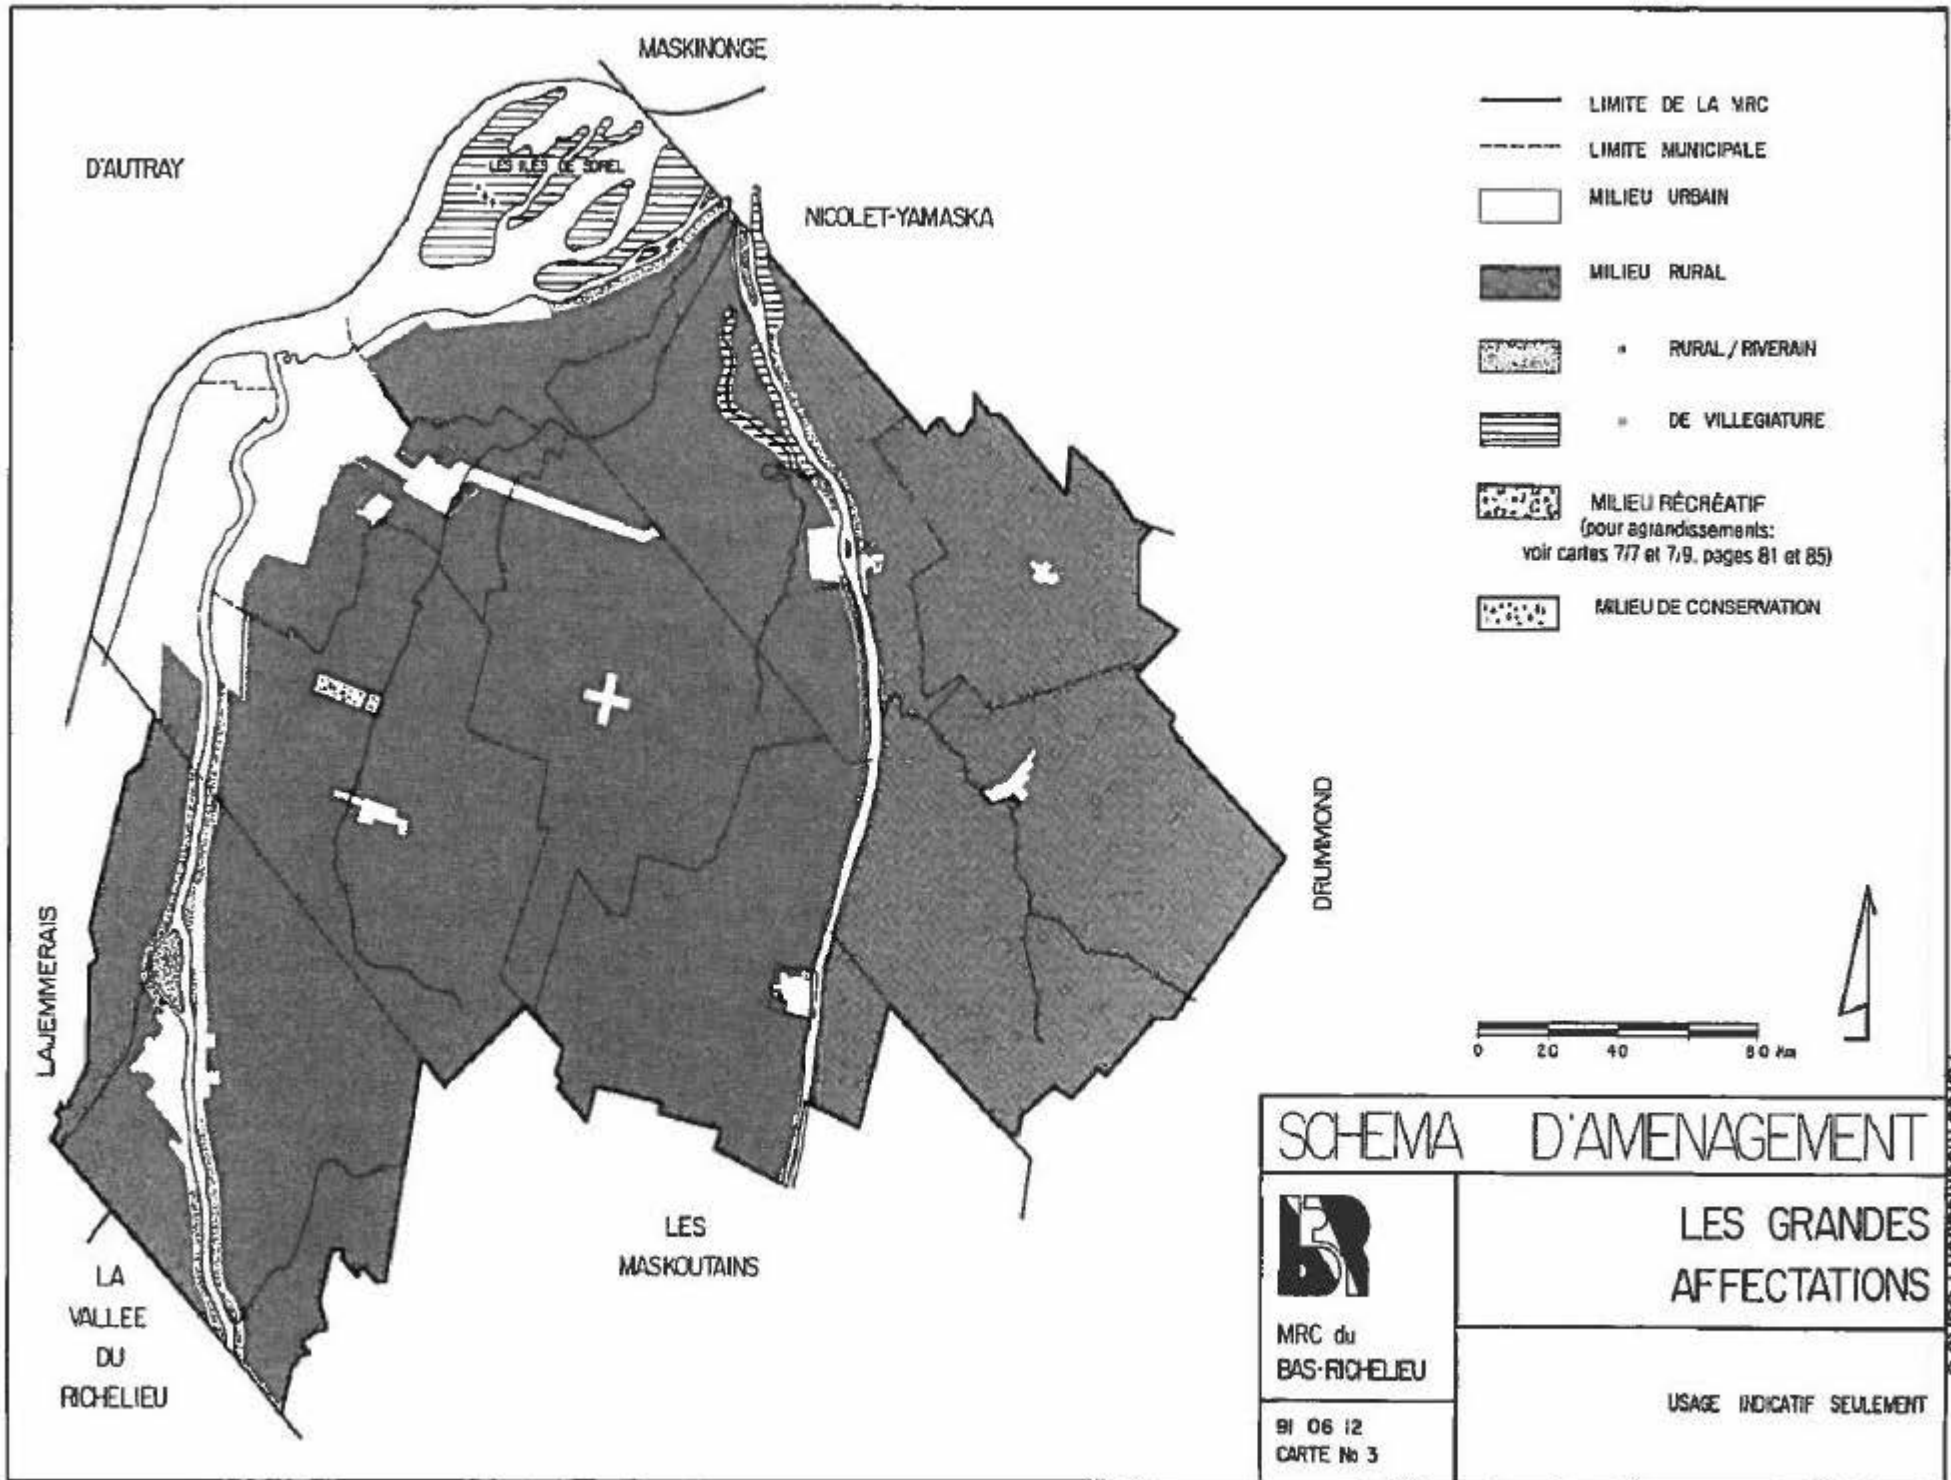 MASKINONGE
D'AUTRAY
LES ILES DE SOREL
NICOLET-YAMASKA
LIMITE DE LA MRC
LIMITE MUNICIPALE
MILIEU URBAIN
MILIEU RURAL
" RURAL / RIVERAIN
" DE VILLEGIATURE
MILIEU RÉCRÉATIF
(pour agrandissements:
voir cartes 7/7 et 7/9, pages 81 et 85)
MILIEU DE CONSERVATION
DRUMMOND
LAJEMMERAIS
LES
MASKOUTAINS
LA
VALLEE
DU
RICHELIEU
0 20 40 80 Km
SCHEMA D'AMENAGEMENT
BR
MRC du
BAS-RICHELIEU
LES GRANDES
AFFECTATIONS
91 06 12
CARTE No 3
USAGE INDICATIF SEULEMENT